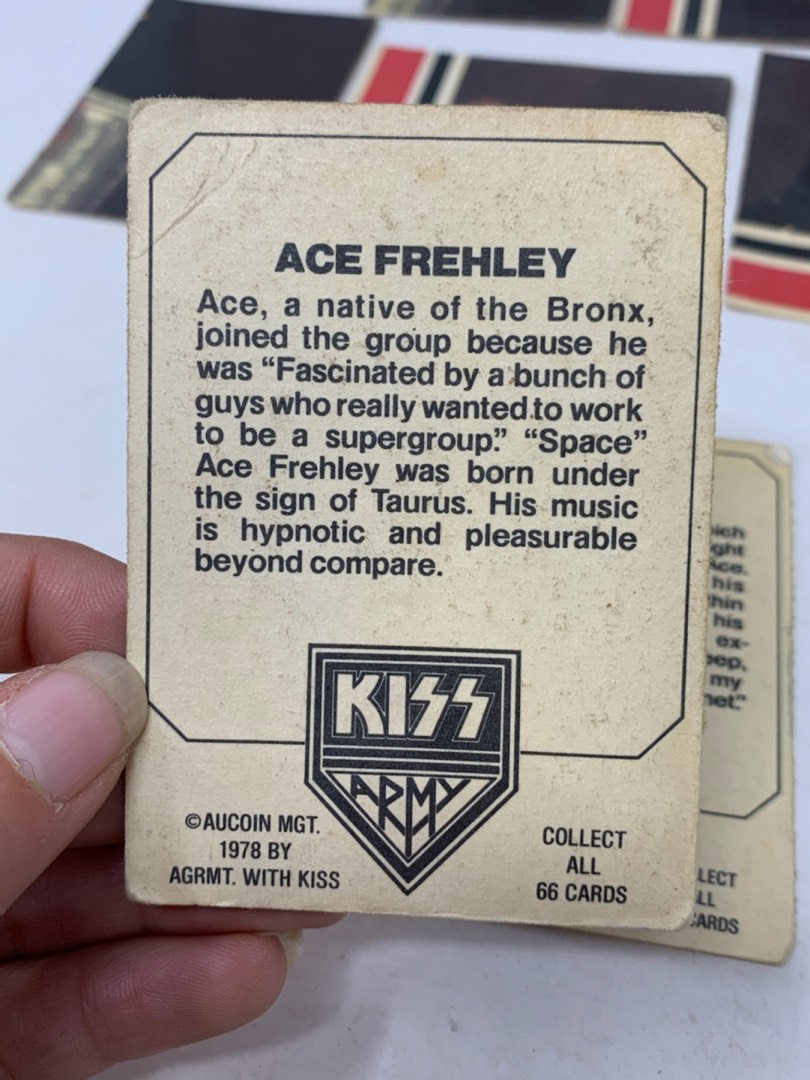 ACE FREHLEY
Ace, a native of the Bronx,
joined the group because he
was “Fascinated by a bunch of
guys who really wanted to work
to be a supergroup.” “Space”
Ace Frehley was born under
the sign of Taurus. His music
is hypnotic and pleasurable
beyond compare.
KISS
ARMY
©AUCOIN MGT.
1978 BY
AGRMT. WITH KISS
COLLECT
ALL
66 CARDS
his
his
my